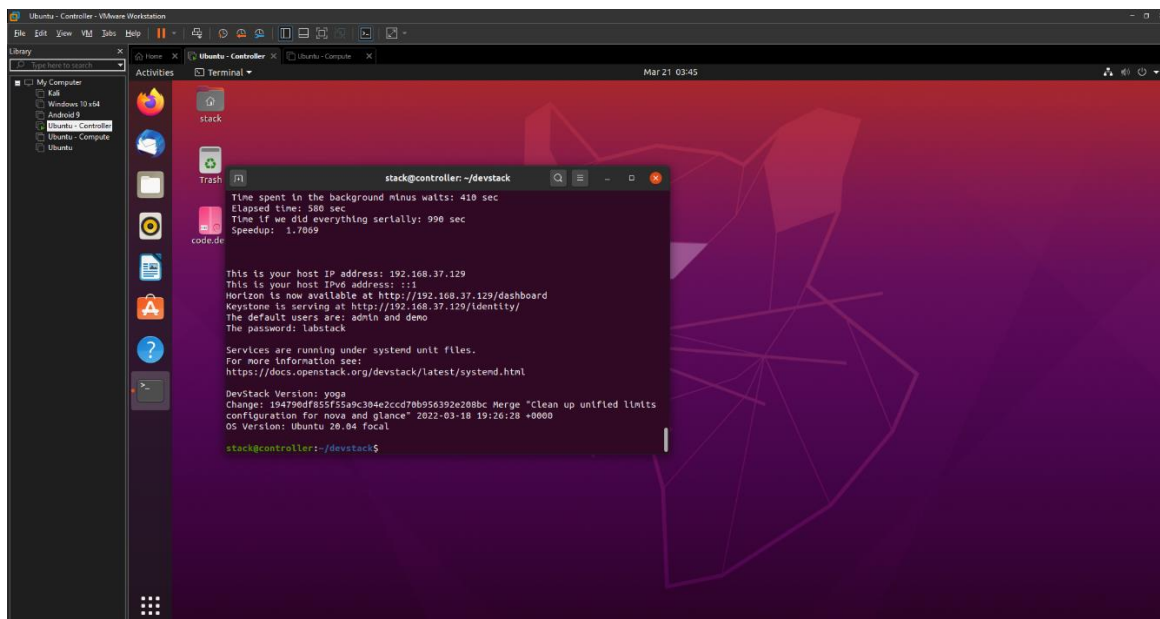 Ubuntu - Controller - VMware Workstation
File Edit View VM Tabs Help
Library
Type here to search
My Computer
Kali
Windows 10 x64
Android 9
Ubuntu - Controller
Ubuntu - Compute
Ubuntu
Home
Ubuntu - Controller
Ubuntu - Compute
Activities
Terminal
Mar 21 03:45
stack
Trash
code.de
stack@controller: ~/devstack
Time spent in the background minus waits: 410 sec
Elapsed time: 580 sec
Time if we did everything serially: 990 sec
Speedup: 1.7069
This is your host IP address: 192.168.37.129
This is your host IPv6 address: ::1
Horizon is now available at http://192.168.37.129/dashboard
Keystone is serving at http://192.168.37.129/identity/
The default users are: admin and demo
The password: labstack
Services are running under systemd unit files.
For more information see:
https://docs.openstack.org/devstack/latest/systemd.html
DevStack Version: yoga
Change: 194790df855f55a9c304e2ccd70b956392e208bc Merge "Clean up unified limits
configuration for nova and glance" 2022-03-18 19:26:28 +0000
OS Version: Ubuntu 20.04 focal
stack@controller:~/devstack$